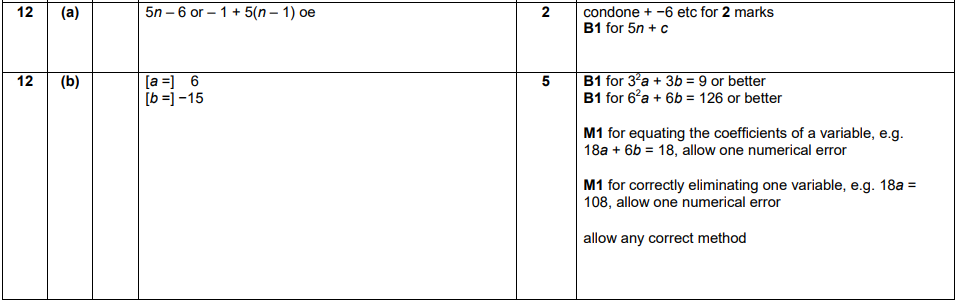 12 (a) 5n – 6 or – 1 + 5(n – 1) oe 2 condone + –6 etc for 2 marks
B1 for 5n + c
12 (b) [a =] 6 5 B1 for 3²a + 3b = 9 or better
[b =] –15 B1 for 6²a + 6b = 126 or better
M1 for equating the coefficients of a variable, e.g.
18a + 6b = 18, allow one numerical error
M1 for correctly eliminating one variable, e.g. 18a =
108, allow one numerical error
allow any correct method